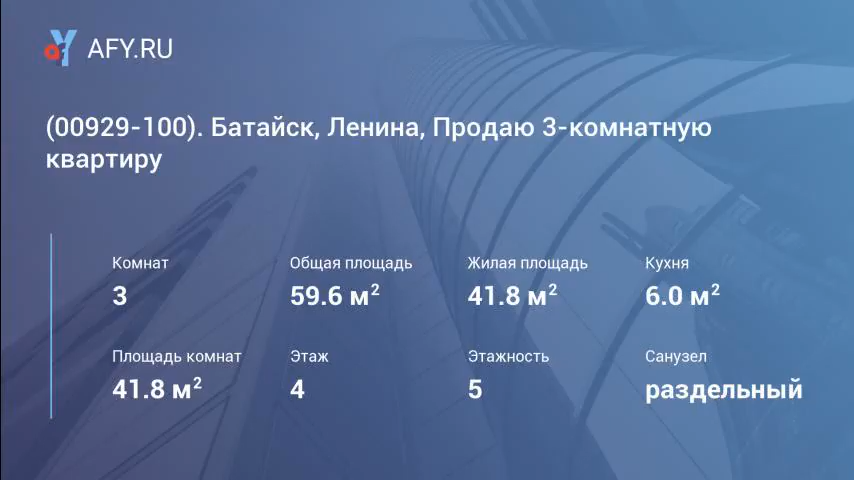 AFY.RU
(00929-100). Батайск, Ленина, Продаю 3-комнатную
квартиру
Комнат
3
Общая площадь
59.6 м²
Жилая площадь
41.8 м²
Кухня
6.0 м²
Площадь комнат
41.8 м²
Этаж
4
Этажность
5
Санузел
раздельный